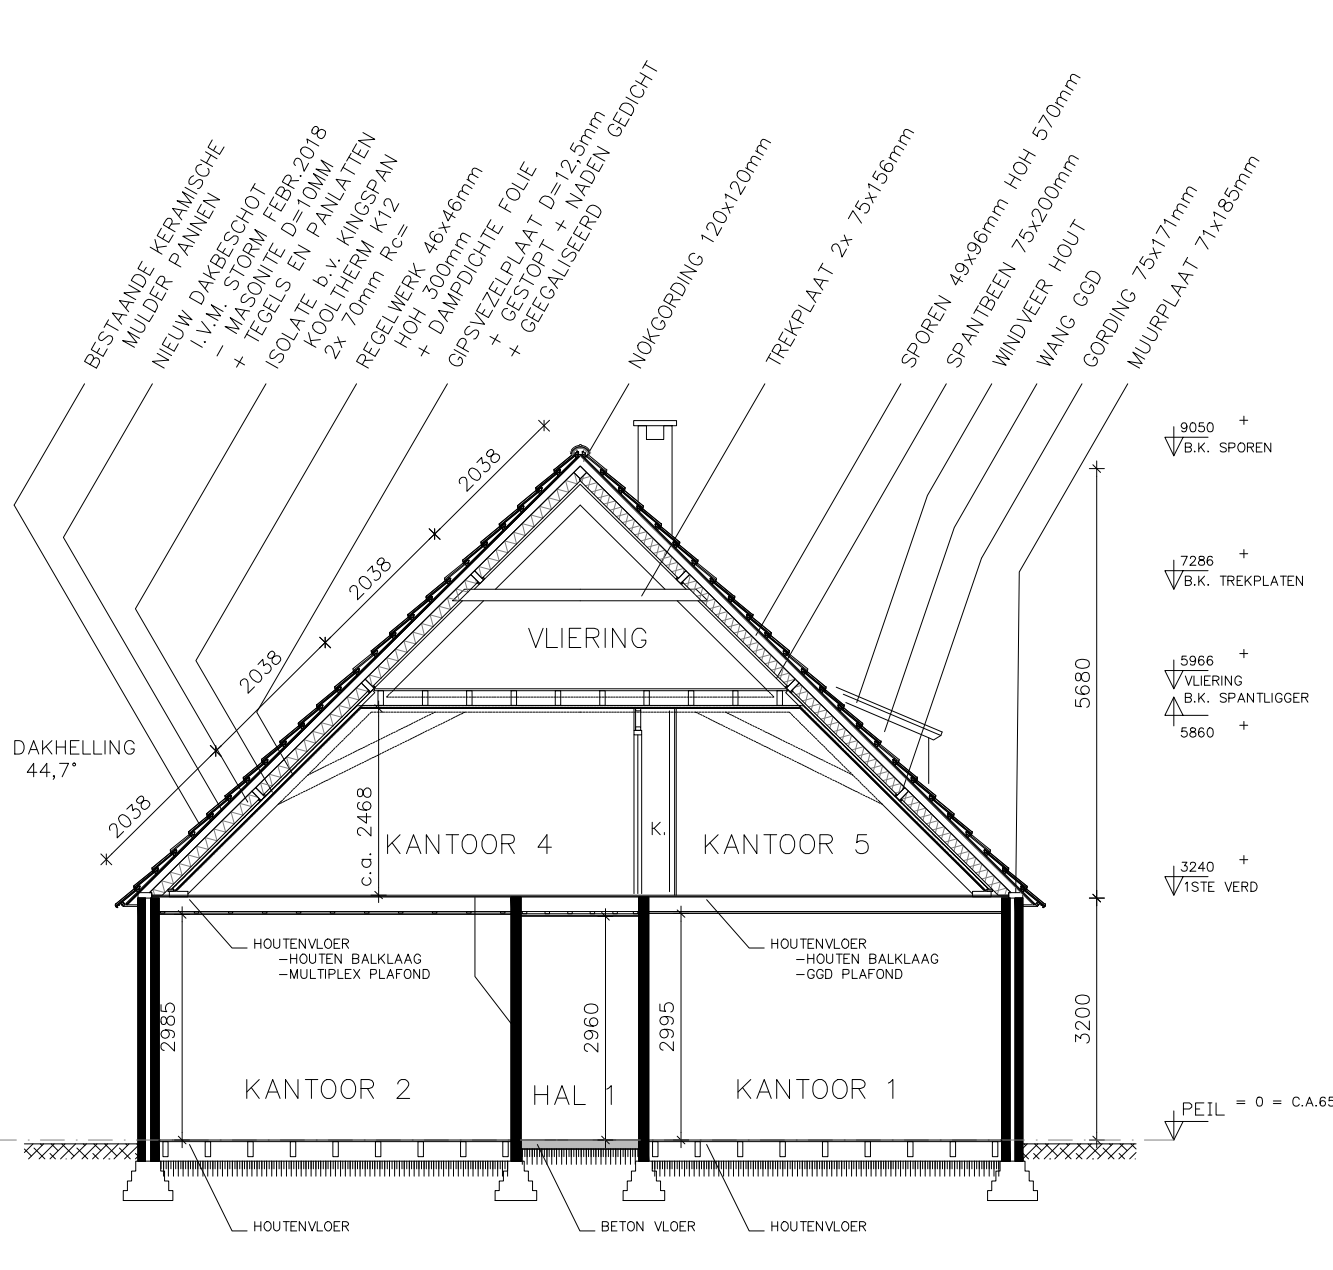 BESTAANDE KERAMISCHE
MULDER PANNEN
NIEUW DAKBESCHOT
I.V.M. STORM FEBR.2018
- MASONITE D=10MM
+ TEGELS EN PANLATTEN
ISOLATE b.v. KINGSPAN
KOOLTHERM K12
2x 70mm Rc=
REGELWERK 46x46mm
HOH 300mm
+ DAMPDICHTE FOLIE
GIPSVEZELPLAAT D=12,5mm
+ GESTOPT + NADEN GEDICHT
+ GEEGALISEERD
NOKGORDING 120x120mm
TREKPLAAT 2x 75x156mm
SPOREN 49x96mm HOH 570mm
SPANTBEEN 75x200mm
WINDVEER HOUT
WANG GGD
GORDING 75x171mm
MUURPLAAT 71x185mm
9050 +
B.K. SPOREN
7286 +
B.K. TREKPLATEN
5966 +
VLIERING
B.K. SPANTLIGGER
5860 +
3240 +
1STE VERD
PEIL = 0 = C.A.65
2038
2038
2038
2038
DAKHELLING
44,7°
VLIERING
5680
c.a. 2468
KANTOOR 4
K.
KANTOOR 5
HOUTENVLOER
-HOUTEN BALKLAAG
-MULTIPLEX PLAFOND
HOUTENVLOER
-HOUTEN BALKLAAG
-GGD PLAFOND
2985
2960
2995
3200
KANTOOR 2
HAL 1
KANTOOR 1
HOUTENVLOER
BETON VLOER
HOUTENVLOER